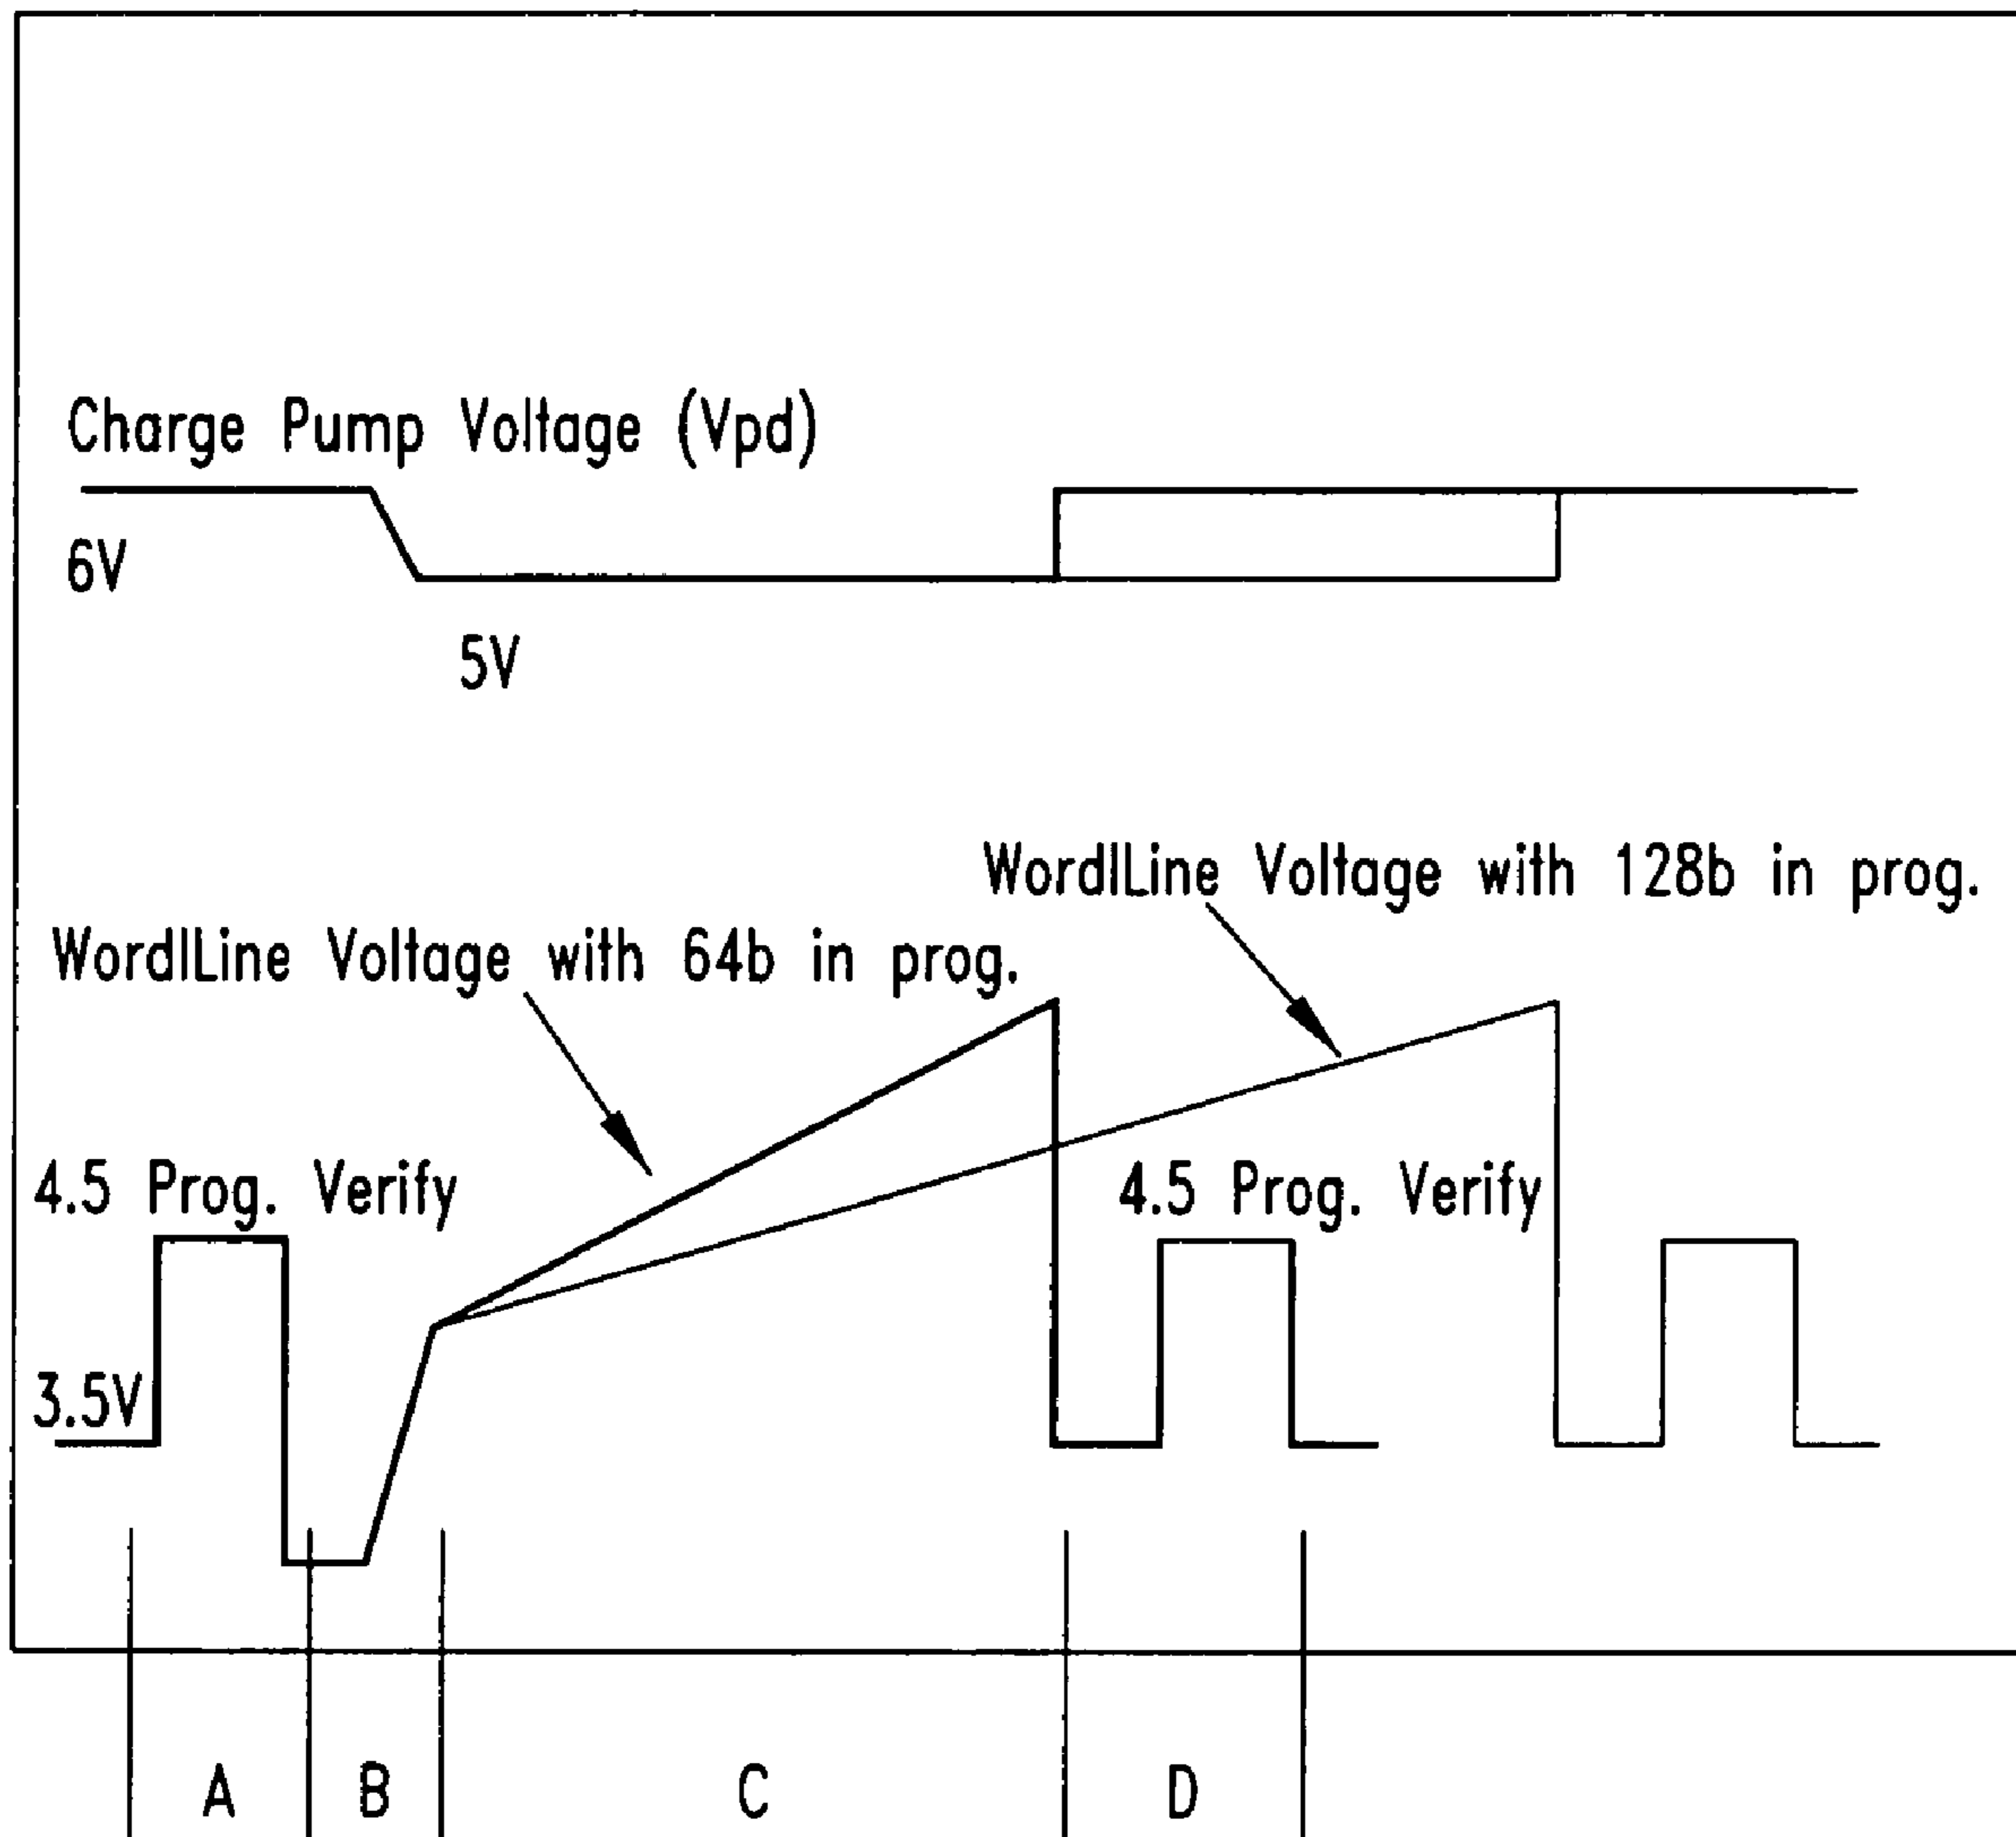 Charge Pump Voltage (Vpd)
6V
5V
WordlLine Voltage with 128b in prog.
WordlLine Voltage with 64b in prog.
4.5 Prog. Verify
4.5 Prog. Verify
3.5V
A B C D